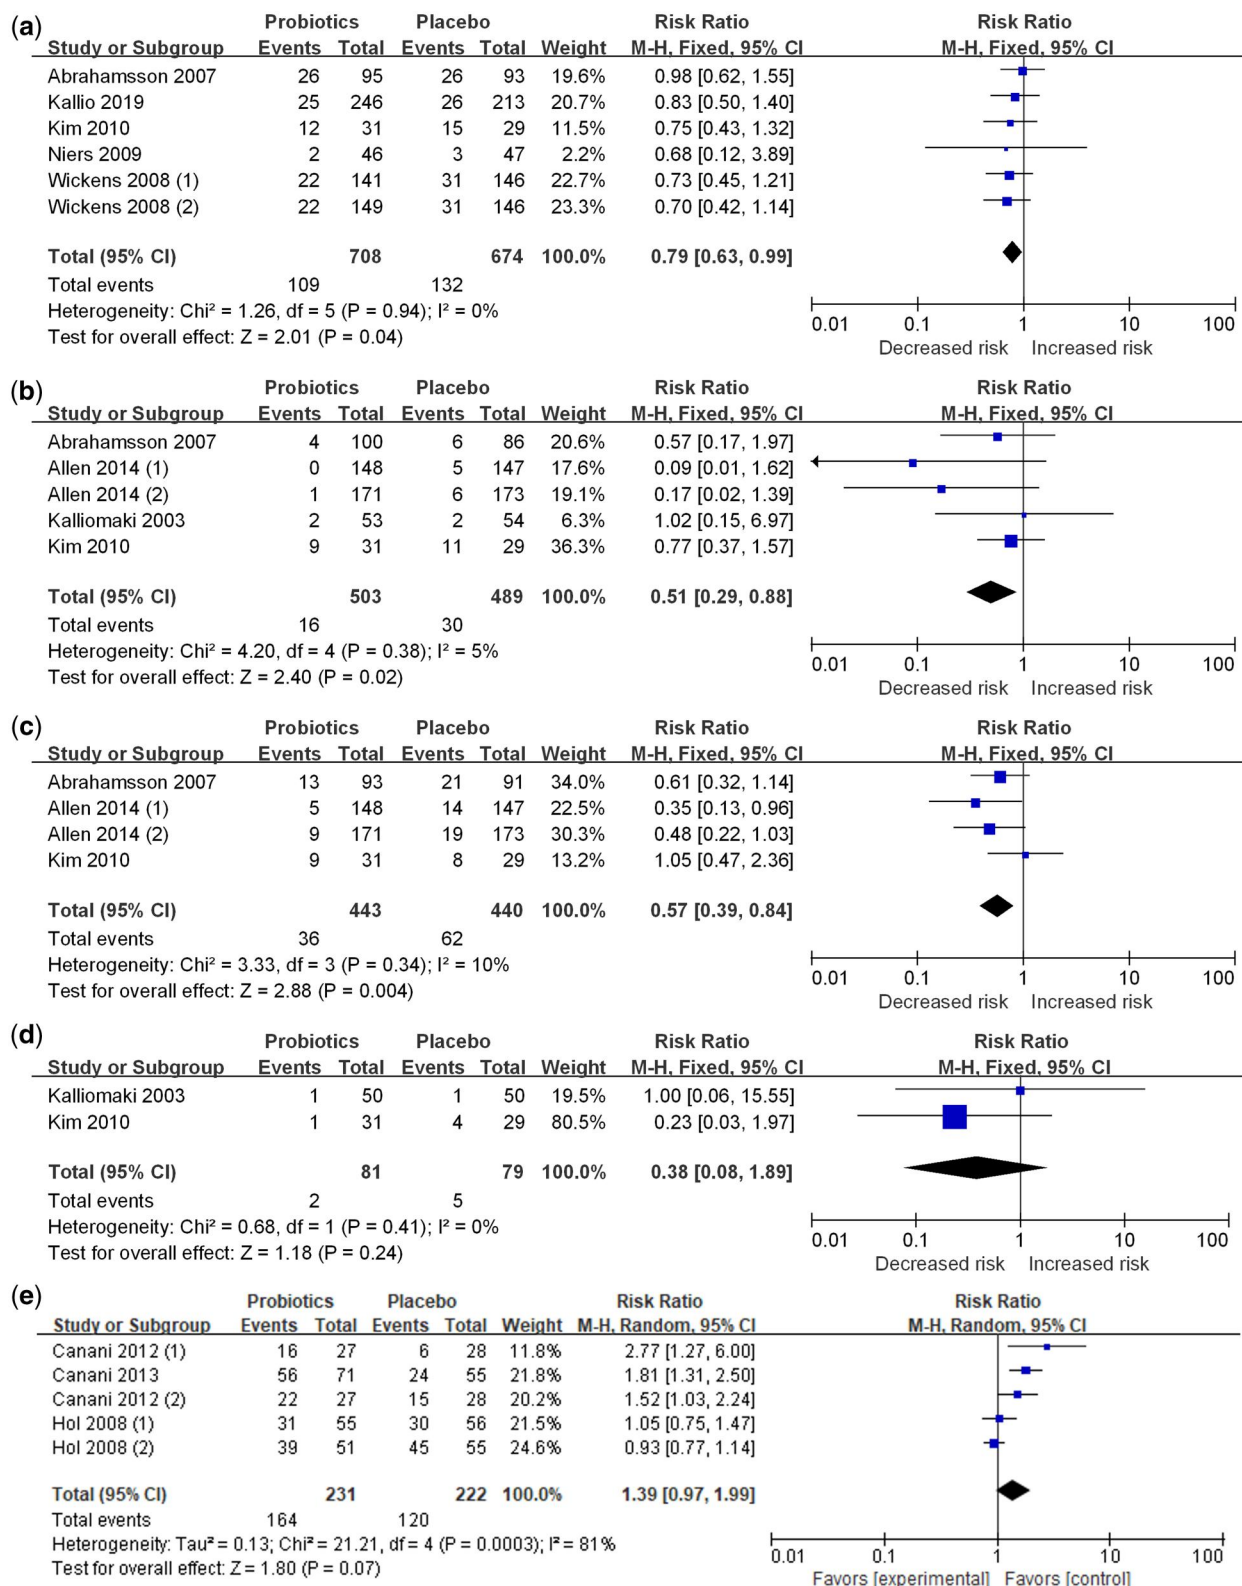 (a)
Probiotics Placebo Risk Ratio Risk Ratio
Study or Subgroup Events Total Events Total Weight M-H, Fixed, 95% CI M-H, Fixed, 95% CI
Abrahamsson 2007 26 95 26 93 19.6% 0.98 [0.62, 1.55]
Kallio 2019 25 246 26 213 20.7% 0.83 [0.50, 1.40]
Kim 2010 12 31 15 29 11.5% 0.75 [0.43, 1.32]
Niers 2009 2 46 3 47 2.2% 0.68 [0.12, 3.89]
Wickens 2008 (1) 22 141 31 146 22.7% 0.73 [0.45, 1.21]
Wickens 2008 (2) 22 149 31 146 23.3% 0.70 [0.42, 1.14]
Total (95% CI) 708 674 100.0% 0.79 [0.63, 0.99]
Total events 109 132
Heterogeneity: Chi² = 1.26, df = 5 (P = 0.94); I² = 0%
Test for overall effect: Z = 2.01 (P = 0.04)
0.01 0.1 1 10 100
Decreased risk Increased risk
(b)
Probiotics Placebo Risk Ratio Risk Ratio
Study or Subgroup Events Total Events Total Weight M-H, Fixed, 95% CI M-H, Fixed, 95% CI
Abrahamsson 2007 4 100 6 86 20.6% 0.57 [0.17, 1.97]
Allen 2014 (1) 0 148 5 147 17.6% 0.09 [0.01, 1.62]
Allen 2014 (2) 1 171 6 173 19.1% 0.17 [0.02, 1.39]
Kalliomaki 2003 2 53 2 54 6.3% 1.02 [0.15, 6.97]
Kim 2010 9 31 11 29 36.3% 0.77 [0.37, 1.57]
Total (95% CI) 503 489 100.0% 0.51 [0.29, 0.88]
Total events 16 30
Heterogeneity: Chi² = 4.20, df = 4 (P = 0.38); I² = 5%
Test for overall effect: Z = 2.40 (P = 0.02)
0.01 0.1 1 10 100
Decreased risk Increased risk
(c)
Probiotics Placebo Risk Ratio Risk Ratio
Study or Subgroup Events Total Events Total Weight M-H, Fixed, 95% CI M-H, Fixed, 95% CI
Abrahamsson 2007 13 93 21 91 34.0% 0.61 [0.32, 1.14]
Allen 2014 (1) 5 148 14 147 22.5% 0.35 [0.13, 0.96]
Allen 2014 (2) 9 171 19 173 30.3% 0.48 [0.22, 1.03]
Kim 2010 9 31 8 29 13.2% 1.05 [0.47, 2.36]
Total (95% CI) 443 440 100.0% 0.57 [0.39, 0.84]
Total events 36 62
Heterogeneity: Chi² = 3.33, df = 3 (P = 0.34); I² = 10%
Test for overall effect: Z = 2.88 (P = 0.004)
0.01 0.1 1 10 100
Decreased risk Increased risk
(d)
Probiotics Placebo Risk Ratio Risk Ratio
Study or Subgroup Events Total Events Total Weight M-H, Fixed, 95% CI M-H, Fixed, 95% CI
Kalliomaki 2003 1 50 1 50 19.5% 1.00 [0.06, 15.55]
Kim 2010 1 31 4 29 80.5% 0.23 [0.03, 1.97]
Total (95% CI) 81 79 100.0% 0.38 [0.08, 1.89]
Total events 2 5
Heterogeneity: Chi² = 0.68, df = 1 (P = 0.41); I² = 0%
Test for overall effect: Z = 1.18 (P = 0.24)
0.01 0.1 1 10 100
Decreased risk Increased risk
(e)
Probiotics Placebo Risk Ratio Risk Ratio
Study or Subgroup Events Total Events Total Weight M-H, Random, 95% CI M-H, Random, 95% CI
Canani 2012 (1) 16 27 6 28 11.8% 2.77 [1.27, 6.00]
Canani 2013 56 71 24 55 21.8% 1.81 [1.31, 2.50]
Canani 2012 (2) 22 27 15 28 20.2% 1.52 [1.03, 2.24]
Hol 2008 (1) 31 55 30 56 21.5% 1.05 [0.75, 1.47]
Hol 2008 (2) 39 51 45 55 24.6% 0.93 [0.77, 1.14]
Total (95% CI) 231 222 100.0% 1.39 [0.97, 1.99]
Total events 164 120
Heterogeneity: Tau² = 0.13; Chi² = 21.21, df = 4 (P = 0.0003); I² = 81%
Test for overall effect: Z = 1.80 (P = 0.07)
0.01 0.1 1 10 100
Favors [experimental] Favors [control]